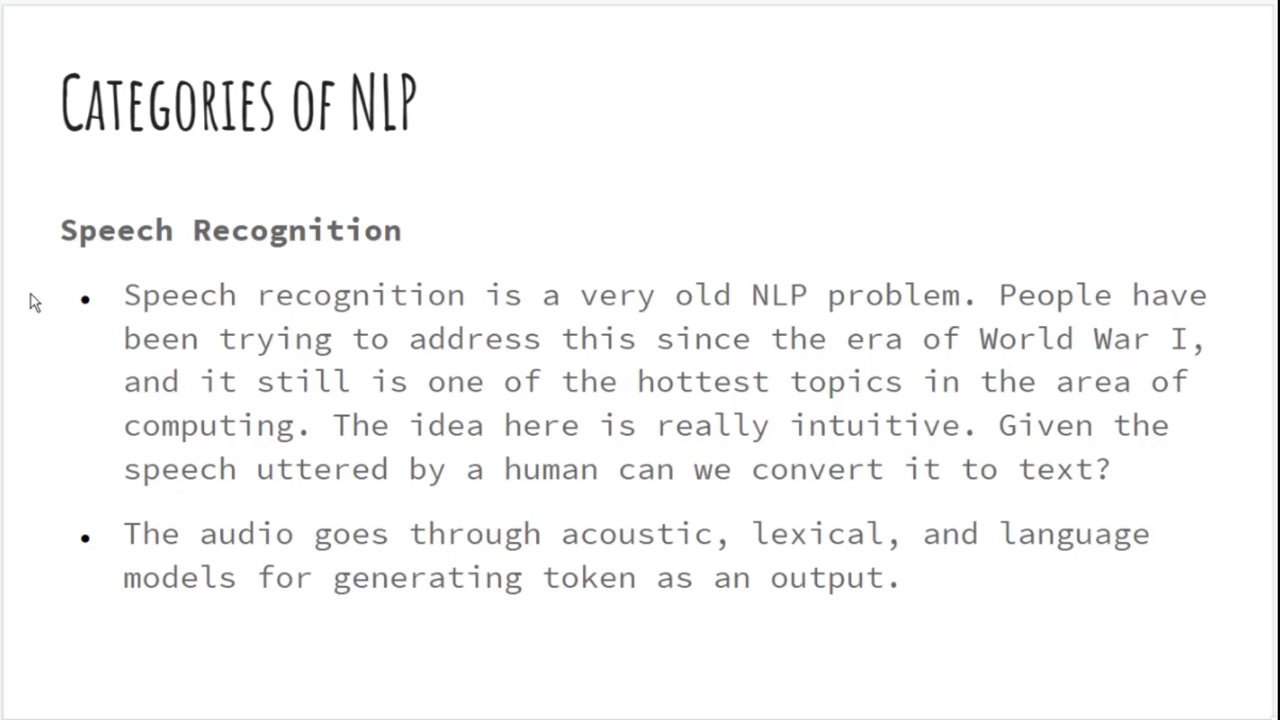 Categories of NLP
Speech Recognition
• Speech recognition is a very old NLP problem. People have
been trying to address this since the era of World War I,
and it still is one of the hottest topics in the area of
computing. The idea here is really intuitive. Given the
speech uttered by a human can we convert it to text?
• The audio goes through acoustic, lexical, and language
models for generating token as an output.